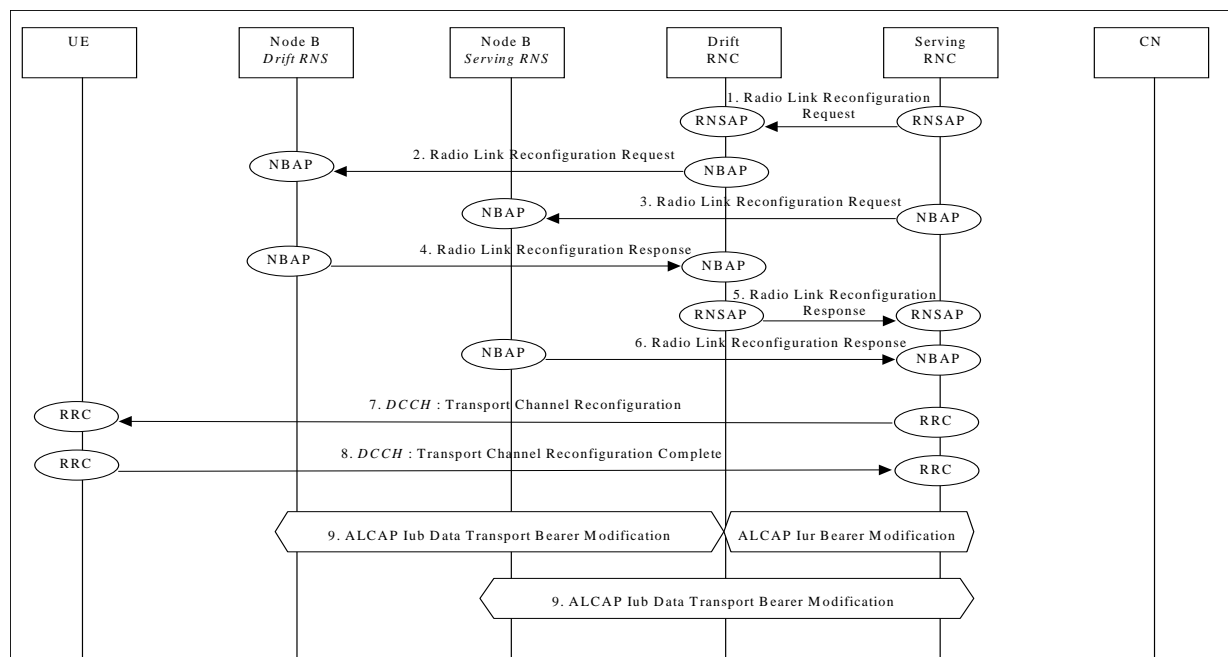 UE
Node B
Drift RNS
Node B
Serving RNS
Drift
RNC
Serving
RNC
CN
1. Radio Link Reconfiguration
Request
RNSAP
RNSAP
2. Radio Link Reconfiguration Request
NBAP
NBAP
3. Radio Link Reconfiguration Request
NBAP
NBAP
4. Radio Link Reconfiguration Response
NBAP
NBAP
5. Radio Link Reconfiguration
Response
RNSAP
RNSAP
6. Radio Link Reconfiguration Response
NBAP
NBAP
7. DCCH : Transport Channel Reconfiguration
RRC
RRC
8. DCCH : Transport Channel Reconfiguration Complete
RRC
RRC
9. ALCAP Iub Data Transport Bearer Modification
ALCAP Iur Bearer Modification
9. ALCAP Iub Data Transport Bearer Modification